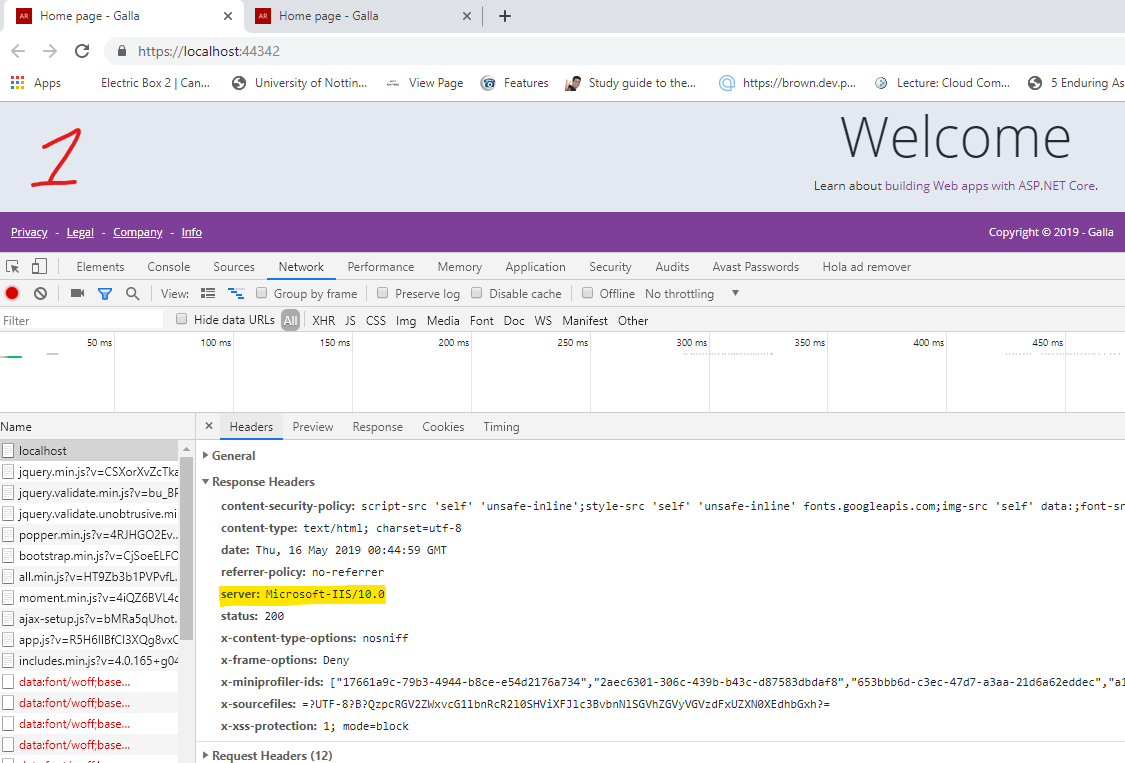 AR Home page - Galla AR Home page - Galla
https://localhost:44342
Apps Electric Box 2 | Can... University of Nottin... View Page Features Study guide to the... https://brown.dev.p... Lecture: Cloud Com... 5 Enduring As
1
Welcome
Learn about building Web apps with ASP.NET Core.
Privacy - Legal - Company - Info Copyright © 2019 - Galla
Elements Console Sources Network Performance Memory Application Security Audits Avast Passwords Hola ad remover
View: Group by frame Preserve log Disable cache Offline No throttling
Filter Hide data URLs All XHR JS CSS Img Media Font Doc WS Manifest Other
50 ms 100 ms 150 ms 200 ms 250 ms 300 ms 350 ms 400 ms 450 ms
Name Headers Preview Response Cookies Timing
localhost
jquery.min.js?v=CSXorXvZcTka
jquery.validate.min.js?v=bu_BF
jquery.validate.unobtrusive.mi
popper.min.js?v=4RJHGO2Ev...
bootstrap.min.js?v=CjSoeELFC
all.min.js?v=HT9Zb3b1PVPvfL.
moment.min.js?v=4iQZ6BVL4c
ajax-setup.js?v=bMRa5qUhot.
app.js?v=R5H6IIBfCI3XQg8vxC
includes.min.js?v=4.0.165+g04
data:font/woff;base...
data:font/woff;base...
data:font/woff;base...
data:font/woff;base...
General
Response Headers
content-security-policy: script-src 'self' 'unsafe-inline';style-src 'self' 'unsafe-inline' fonts.googleapis.com;img-src 'self' data:;font-sr
content-type: text/html; charset=utf-8
date: Thu, 16 May 2019 00:44:59 GMT
referrer-policy: no-referrer
server: Microsoft-IIS/10.0
status: 200
x-content-type-options: nosniff
x-frame-options: Deny
x-miniprofiler-ids: ["17661a9c-79b3-4944-b8ce-e54d2176a734","2aec6301-306c-439b-b43c-d87583dbdaf8","653bbb6d-c3ec-47d7-a3aa-21d6a62eddec","a1
x-sourcefiles: =?UTF-8?B?QzpcRGV2ZWxvcG1lbnRcR2l0SHViXFJlc3BvbnNlSGVhZGVyVGVzdFxUZXN0XEdhbGxh?=
x-xss-protection: 1; mode=block
Request Headers (12)